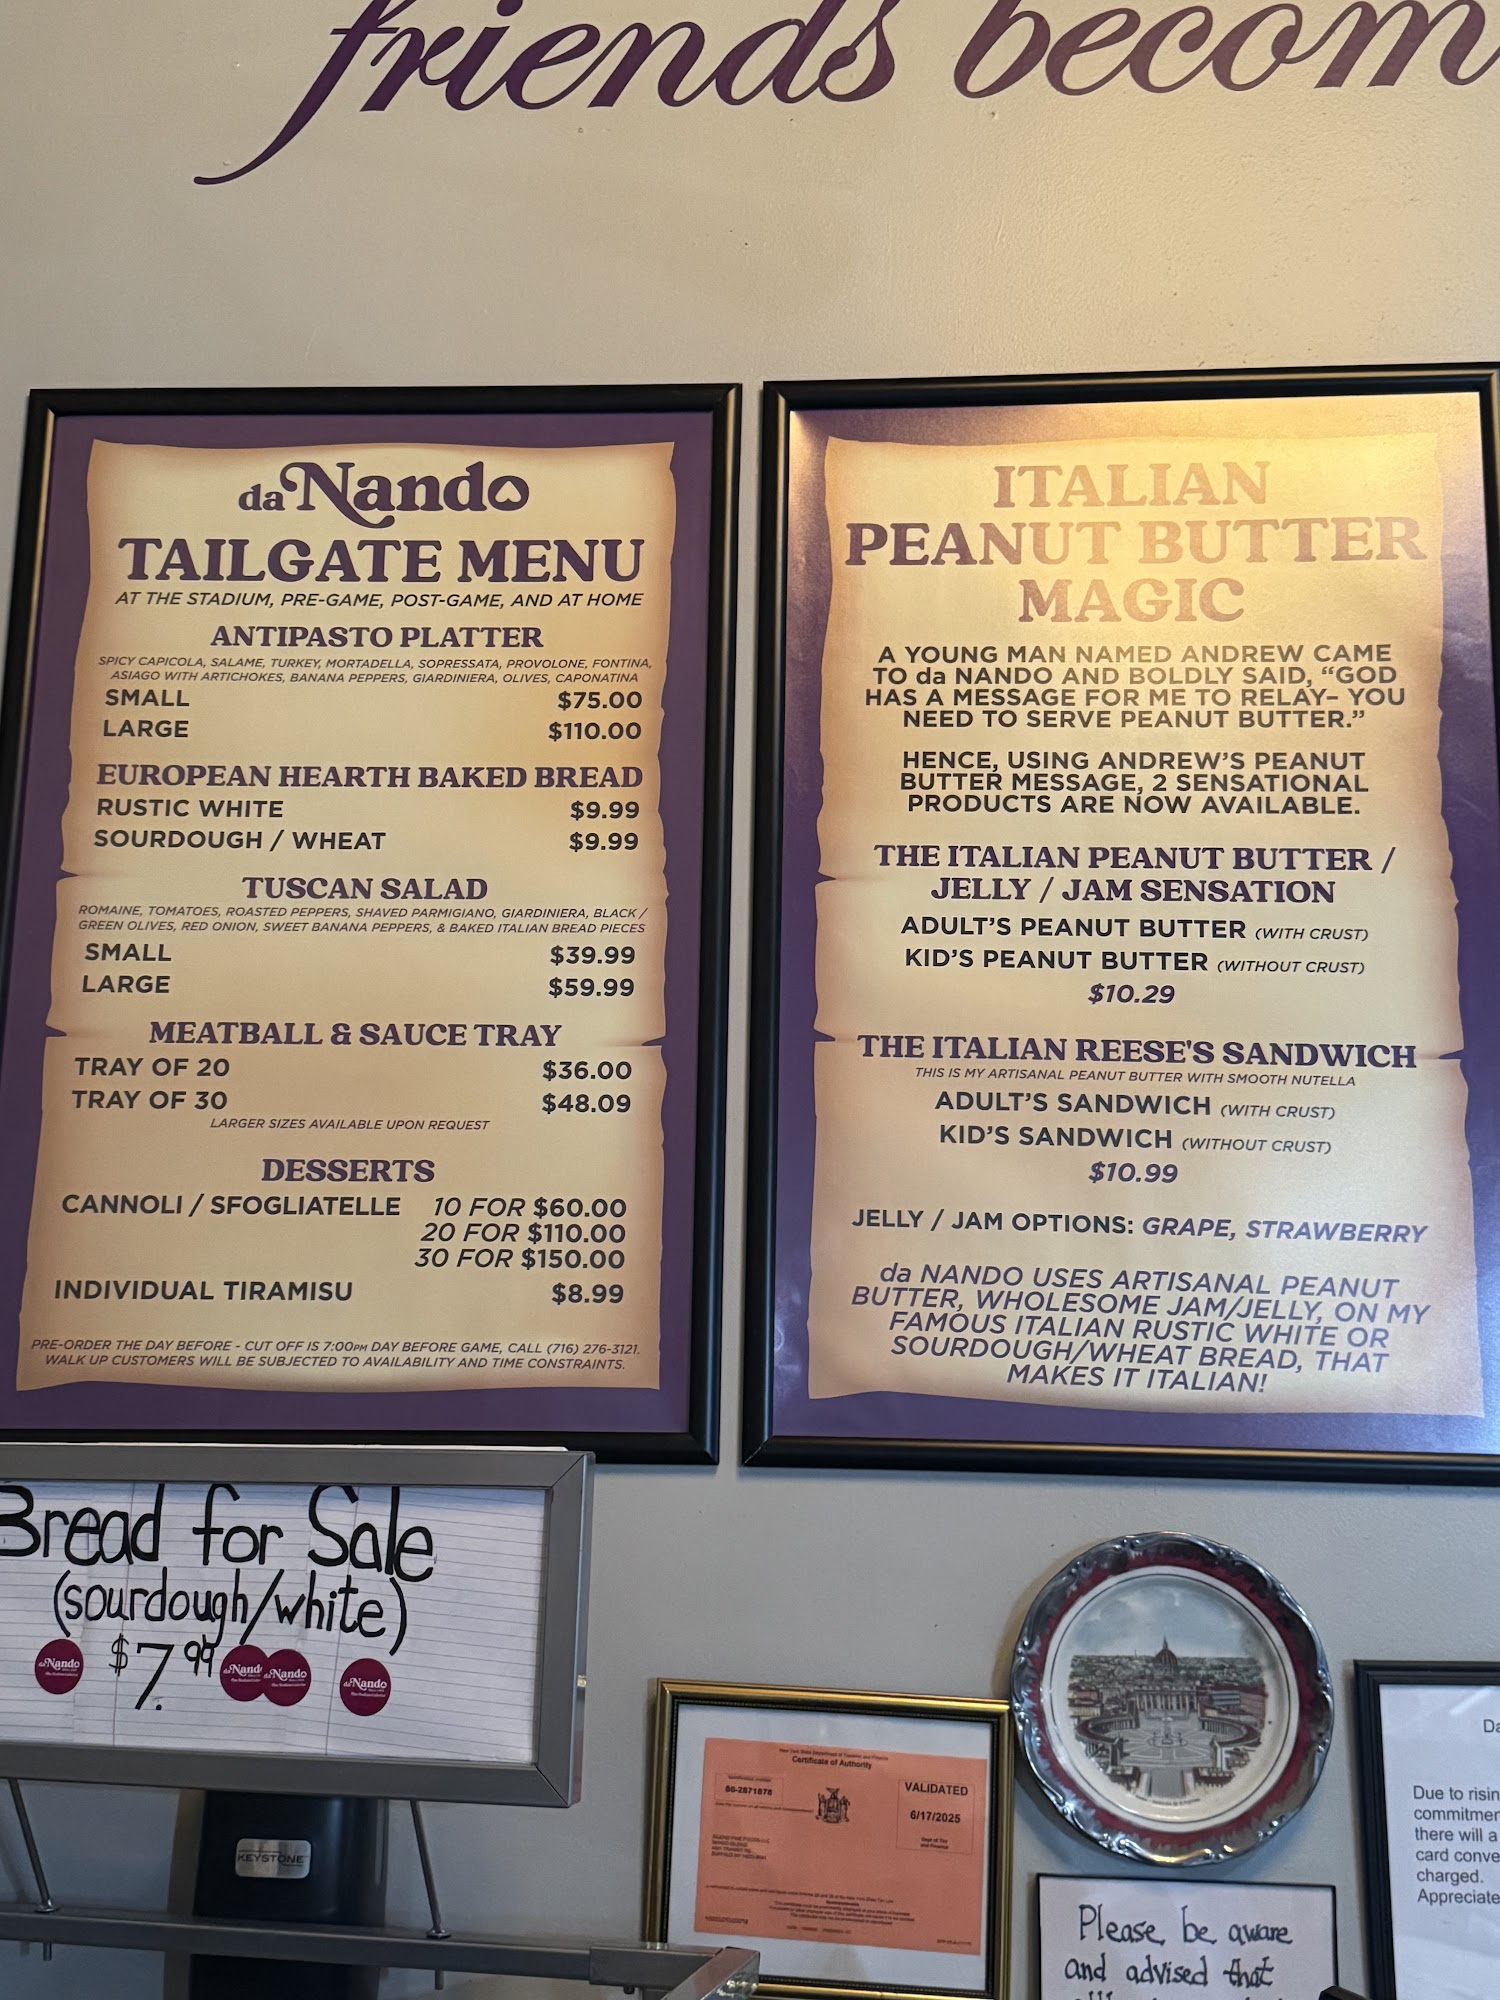 friends becom
da Nando
TAILGATE MENU
AT THE STADIUM, PRE-GAME, POST-GAME, AND AT HOME
ANTIPASTO PLATTER
SPICY CAPICOLA, SALAME, TURKEY, MORTADELLA, SOPRESSATA, PROVOLONE, FONTINA,
ASIAGO WITH ARTICHOKES, BANANA PEPPERS, GIARDINIERA, OLIVES, CAPONATINA
SMALL $75.00
LARGE $110.00
EUROPEAN HEARTH BAKED BREAD
RUSTIC WHITE $9.99
SOURDOUGH / WHEAT $9.99
TUSCAN SALAD
ROMAINE, TOMATOES, ROASTED PEPPERS, SHAVED PARMIGIANO, GIARDINIERA, BLACK /
GREEN OLIVES, RED ONION, SWEET BANANA PEPPERS, & BAKED ITALIAN BREAD PIECES
SMALL $39.99
LARGE $59.99
MEATBALL & SAUCE TRAY
TRAY OF 20 $36.00
TRAY OF 30 $48.09
LARGER SIZES AVAILABLE UPON REQUEST
DESSERTS
CANNOLI / SFOGLIATELLE 10 FOR $60.00
20 FOR $110.00
30 FOR $150.00
INDIVIDUAL TIRAMISU $8.99
PRE-ORDER THE DAY BEFORE - CUT OFF IS 7:00PM DAY BEFORE GAME, CALL (716) 276-3121.
WALK UP CUSTOMERS WILL BE SUBJECTED TO AVAILABILITY AND TIME CONSTRAINTS.
ITALIAN
PEANUT BUTTER
MAGIC
A YOUNG MAN NAMED ANDREW CAME
TO da NANDO AND BOLDLY SAID, “GOD
HAS A MESSAGE FOR ME TO RELAY– YOU
NEED TO SERVE PEANUT BUTTER.”
HENCE, USING ANDREW'S PEANUT
BUTTER MESSAGE, 2 SENSATIONAL
PRODUCTS ARE NOW AVAILABLE.
THE ITALIAN PEANUT BUTTER /
JELLY / JAM SENSATION
ADULT'S PEANUT BUTTER (WITH CRUST)
KID'S PEANUT BUTTER (WITHOUT CRUST)
$10.29
THE ITALIAN REESE'S SANDWICH
THIS IS MY ARTISANAL PEANUT BUTTER WITH SMOOTH NUTELLA
ADULT'S SANDWICH (WITH CRUST)
KID'S SANDWICH (WITHOUT CRUST)
$10.99
JELLY / JAM OPTIONS: GRAPE, STRAWBERRY
da NANDO USES ARTISANAL PEANUT
BUTTER, WHOLESOME JAM/JELLY, ON MY
FAMOUS ITALIAN RUSTIC WHITE OR
SOURDOUGH/WHEAT BREAD, THAT
MAKES IT ITALIAN!
Bread for Sale
(sourdough/white)
$7.99
da Nando
da Nand
da Nando
da Nando
KEYSTONE
New York State Department of Taxation and Finance
Certificate of Authority
VALIDATED
6/17/2025
Dept of Tax
and Finance
Please be aware
and advised that
Da
Due to risin
commitmen
there will a
card conve
charged.
Appreciate